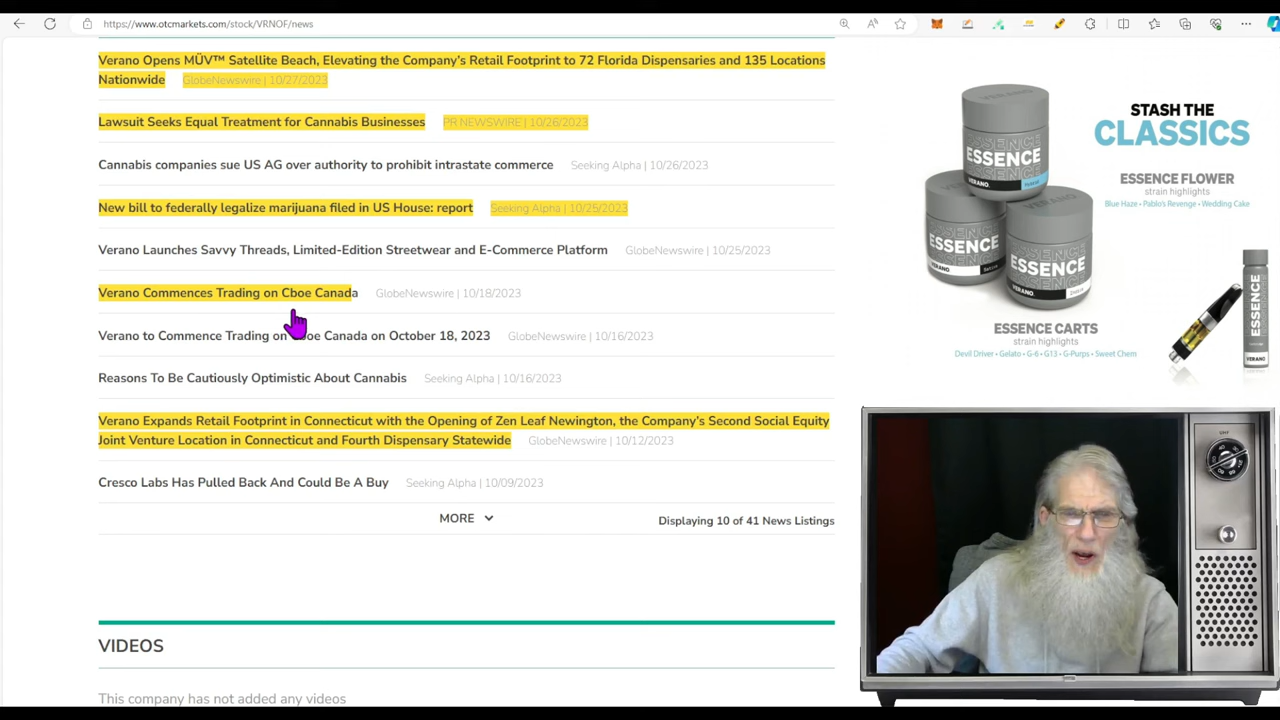 https://www.otcmarkets.com/stock/VRNOF/news
Verano Opens MÜV™ Satellite Beach, Elevating the Company's Retail Footprint to 72 Florida Dispensaries and 135 Locations
Nationwide GlobeNewswire | 10/27/2023
Lawsuit Seeks Equal Treatment for Cannabis Businesses PR NEWSWIRE | 10/26/2023
Cannabis companies sue US AG over authority to prohibit intrastate commerce Seeking Alpha | 10/26/2023
New bill to federally legalize marijuana filed in US House: report Seeking Alpha | 10/25/2023
Verano Launches Savvy Threads, Limited-Edition Streetwear and E-Commerce Platform GlobeNewswire | 10/25/2023
Verano Commences Trading on Cboe Canada GlobeNewswire | 10/18/2023
Verano to Commence Trading on Cboe Canada on October 18, 2023 GlobeNewswire | 10/16/2023
Reasons To Be Cautiously Optimistic About Cannabis Seeking Alpha | 10/16/2023
Verano Expands Retail Footprint in Connecticut with the Opening of Zen Leaf Newington, the Company's Second Social Equity
Joint Venture Location in Connecticut and Fourth Dispensary Statewide GlobeNewswire | 10/12/2023
Cresco Labs Has Pulled Back And Could Be A Buy Seeking Alpha | 10/09/2023
MORE
Displaying 10 of 41 News Listings
VIDEOS
This company has not added any videos
STASH THE
CLASSICS
ESSENCE FLOWER
strain highlights
Blue Haze • Pablo's Revenge • Wedding Cake
ESSENCE
VERANO.
ESSENCE
VERANO.
ESSENCE
VERANO.
ESSENCE CARTS
strain highlights
Devil Driver • Gelato • G-6 • G13 • G-Purps • Sweet Chem
ESSENCE
VERANO
UHF